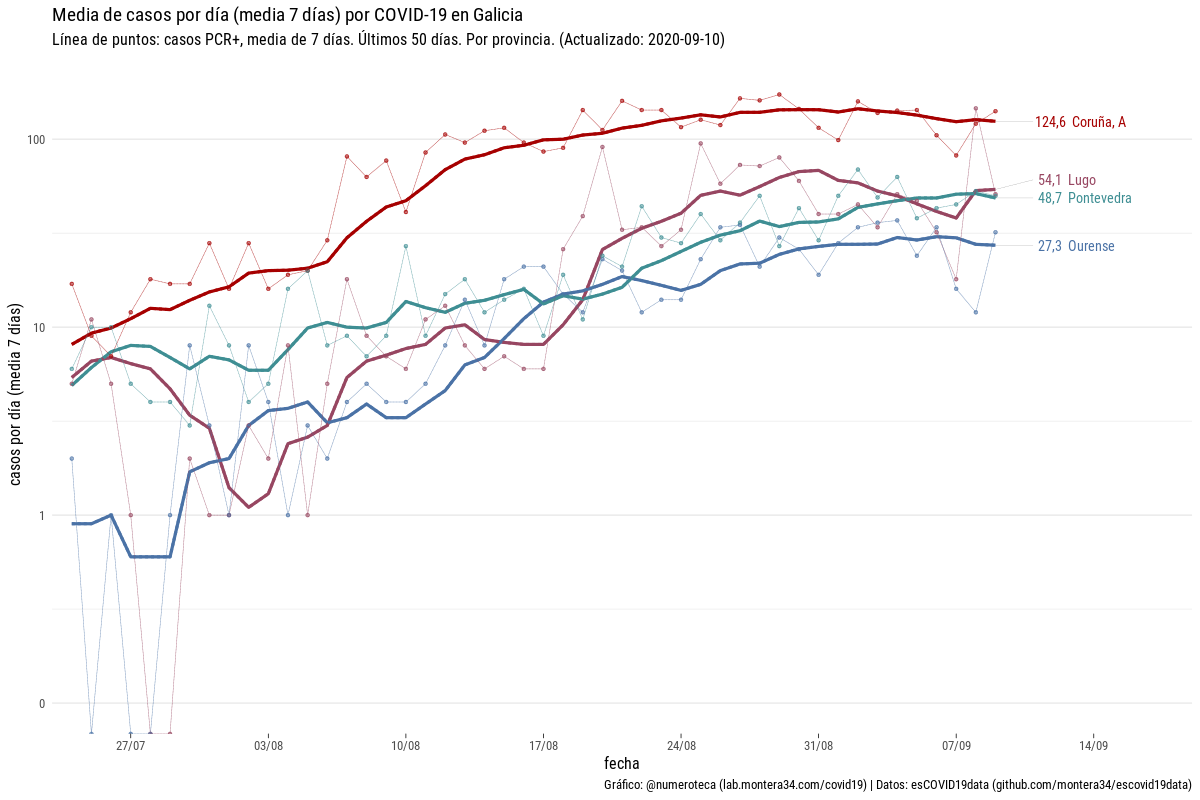 Media de casos por día (media 7 días) por COVID-19 en Galicia
Línea de puntos: casos PCR+, media de 7 días. Últimos 50 días. Por provincia. (Actualizado: 2020-09-10)
casos por día (media 7 días)
100
10
1
0
124,6 Coruña, A
54,1 Lugo
48,7 Pontevedra
27,3 Ourense
27/07
03/08
10/08
17/08
24/08
31/08
07/09
14/09
fecha
Gráfico: @numeroteca (lab.montera34.com/covid19) | Datos: esCOVID19data (github.com/montera34/escovid19data)